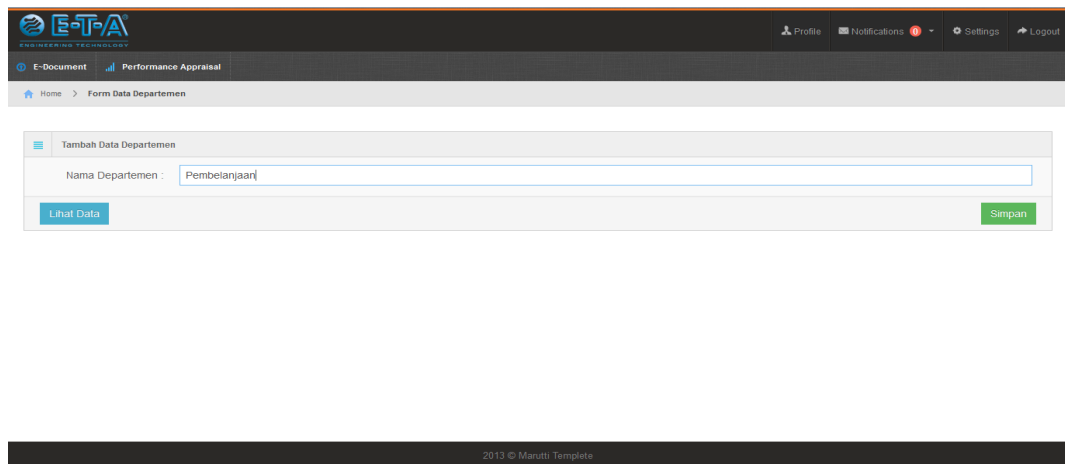 E-T-A®
ENGINEERING TECHNOLOGY
Profile Notifications 0 Settings Logout
E-Document Performance Appraisal
Home > Form Data Departemen
Tambah Data Departemen
Nama Departemen : Pembelanjaan
Lihat Data Simpan
2013 © Marutti Templete